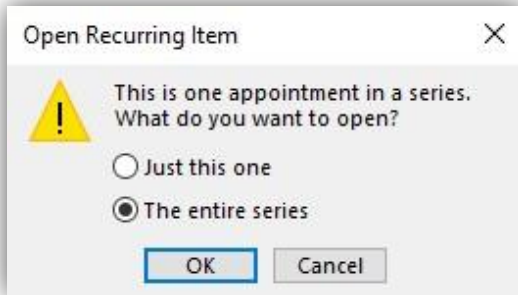 Open Recurring Item
This is one appointment in a series.
What do you want to open?
Just this one
The entire series
OK
Cancel